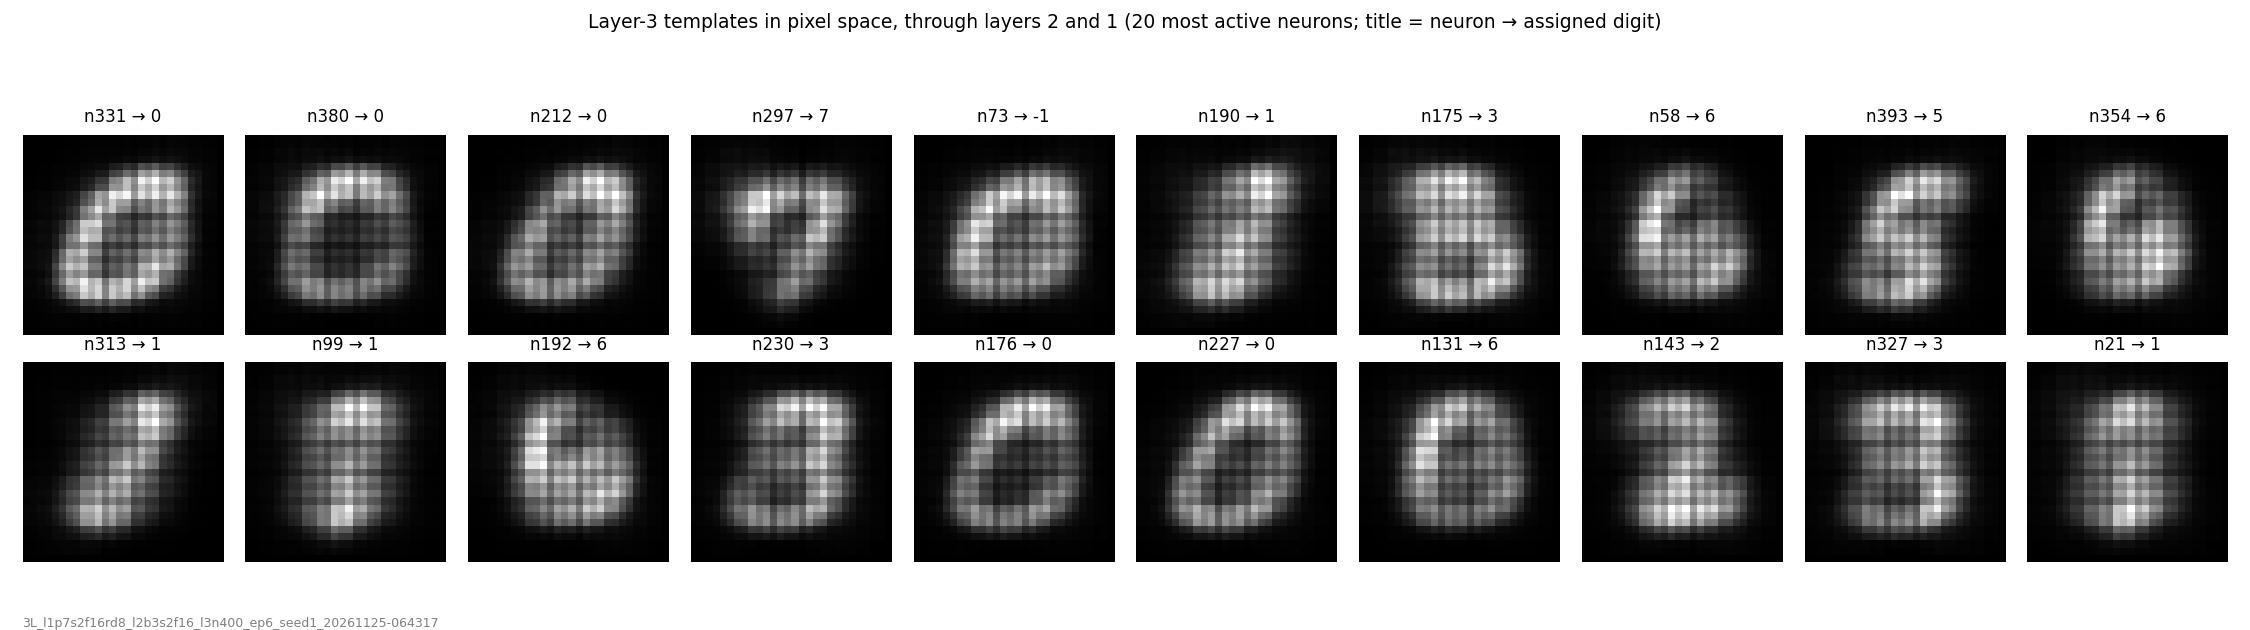 Layer-3 templates in pixel space, through layers 2 and 1 (20 most active neurons; title = neuron → assigned digit)
n331 → 0 n380 → 0 n212 → 0 n297 → 7 n73 → -1 n190 → 1 n175 → 3 n58 → 6 n393 → 5 n354 → 6
n313 → 1 n99 → 1 n192 → 6 n230 → 3 n176 → 0 n227 → 0 n131 → 6 n143 → 2 n327 → 3 n21 → 1
3L_l1p7s2f16rd8_l2b3s2f16_l3n400_ep6_seed1_20261125-064317